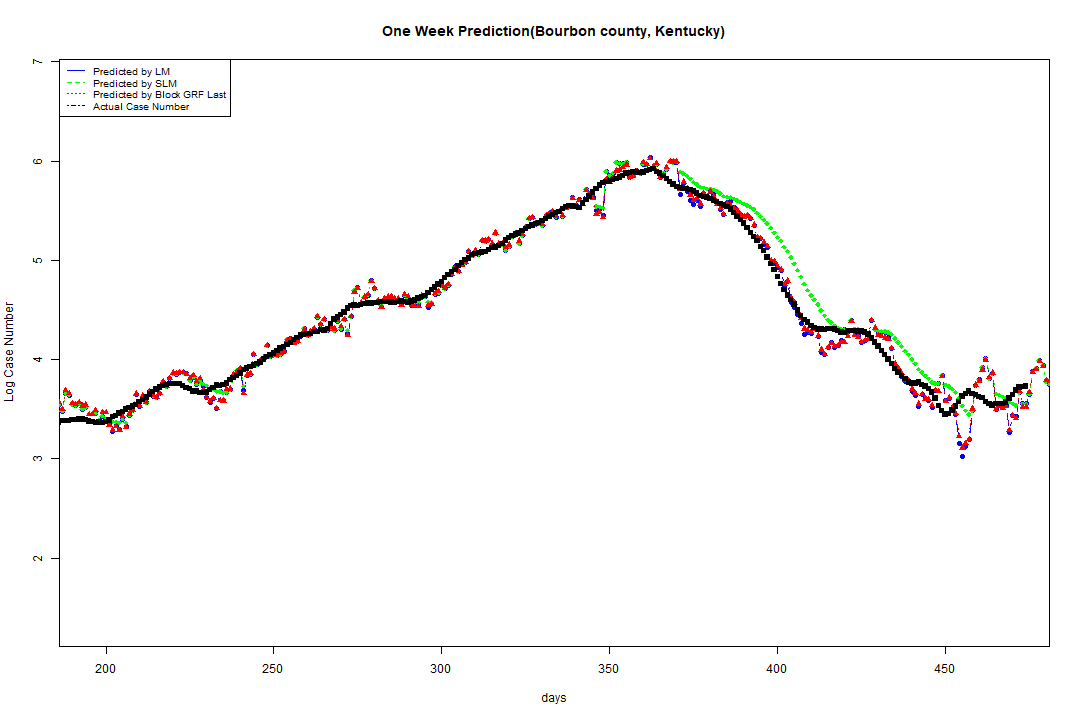 One Week Prediction(Bourbon county, Kentucky)
Predicted by LM
Predicted by SLM
Predicted by Block GRF Last
Actual Case Number
7
6
5
4
3
2
Log Case Number
200 250 300 350 400 450
days